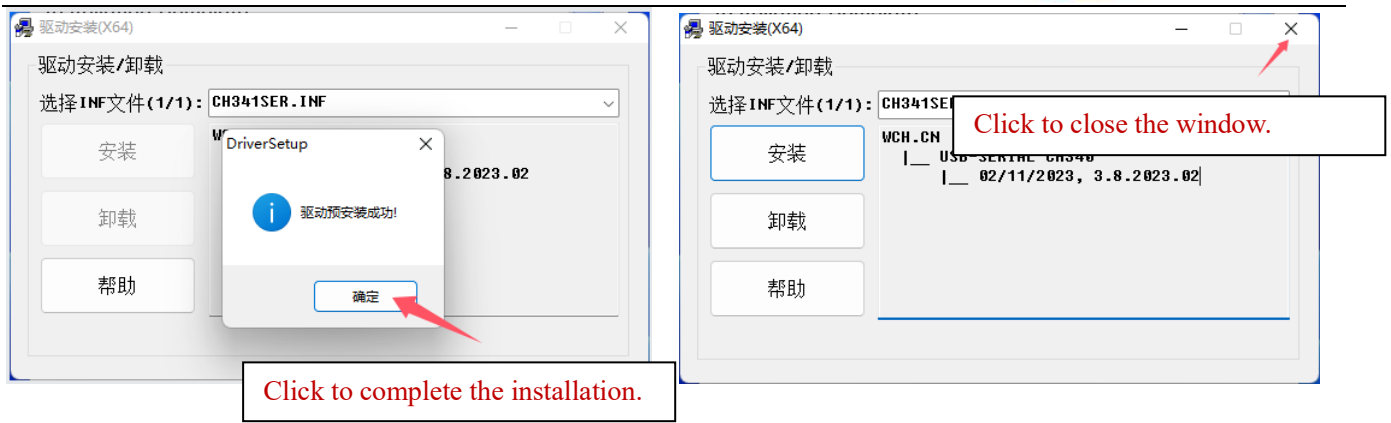 驱动安装(X64)
驱动安装/卸载
选择INF文件(1/1):
CH341SER.INF
安装
卸载
帮助
DriverSetup
8.2023.02
驱动预安装成功!
确定
Click to complete the installation.
驱动安装(X64)
驱动安装/卸载
选择INF文件(1/1):
Click to close the window.
安装
卸载
帮助
WCH.CN
|__ USB-SERIAL CH340
|__ 02/11/2023, 3.8.2023.02